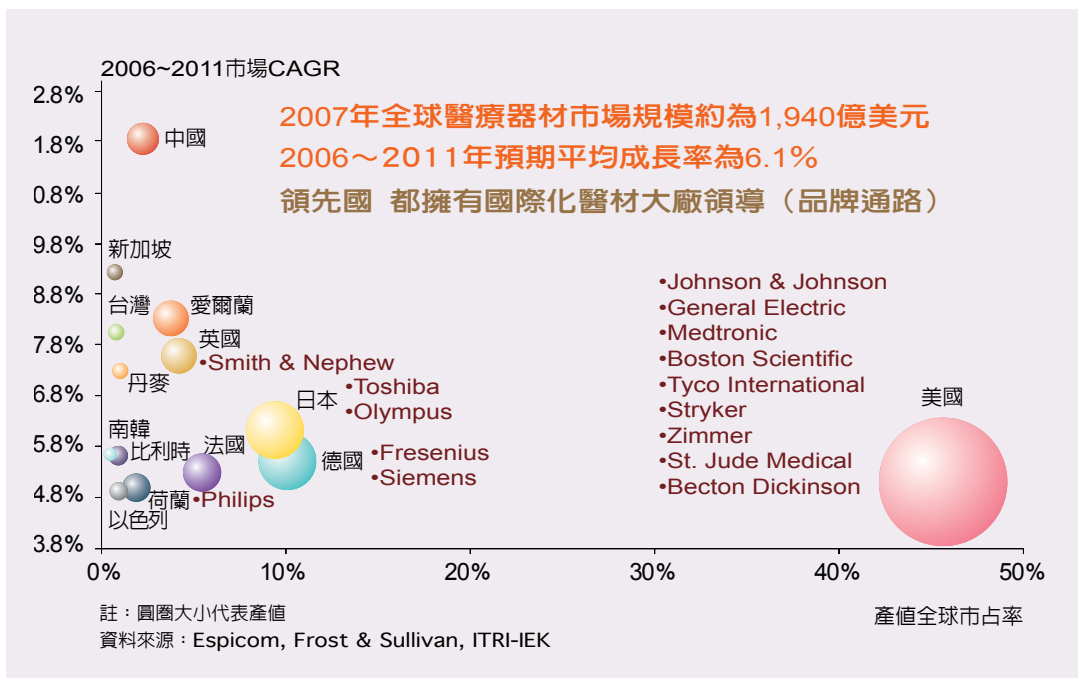 2006~2011市場CAGR
2.8%
1.8%
0.8%
9.8%
8.8%
7.8%
6.8%
5.8%
4.8%
3.8%
2007年全球醫療器材市場規模約為1,940億美元
2006～2011年預期平均成長率為6.1%
領先國 都擁有國際化醫材大廠領導（品牌通路）
中國
新加坡
台灣
愛爾蘭
英國
•Smith & Nephew
丹麥
日本
•Toshiba
•Olympus
南韓
比利時
法國
德國
•Fresenius
•Siemens
荷蘭
•Philips
以色列
•Johnson & Johnson
•General Electric
•Medtronic
•Boston Scientific
•Tyco International
•Stryker
•Zimmer
•St. Jude Medical
•Becton Dickinson
美國
0%
10%
20%
30%
40%
50%
產值全球市占率
註：圓圈大小代表產值
資料來源：Espicom, Frost & Sullivan, ITRI-IEK